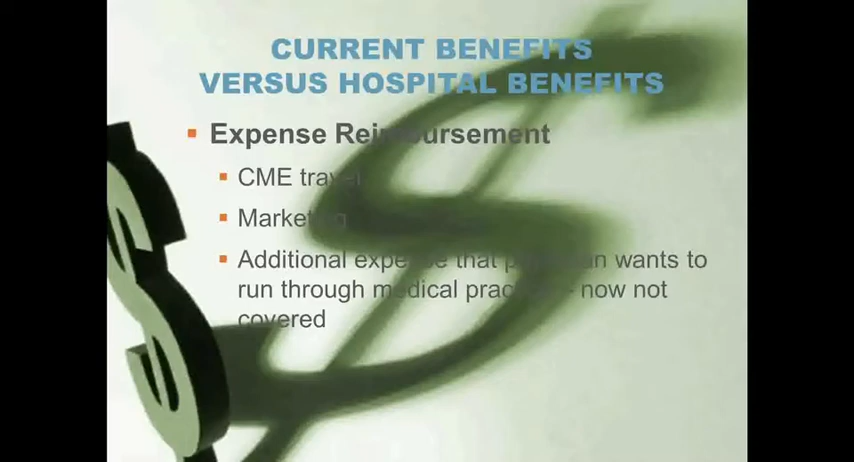 CURRENT BENEFITS
VERSUS HOSPITAL BENEFITS
Expense Reimbursement
CME travel
Marketing
Additional expense that physician wants to
run through medical practice – now not
covered